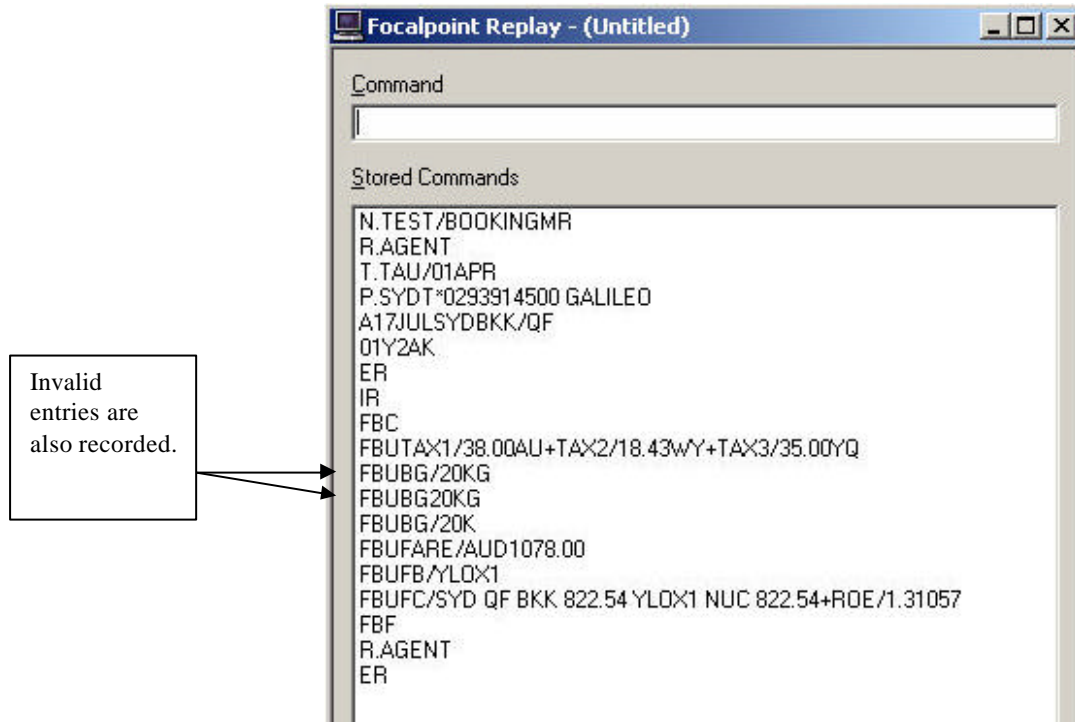 Focalpoint Replay - (Untitled)
Command
Stored Commands
N.TEST/BOOKINGMR
R.AGENT
T.TAU/01APR
P.SYDT*0293914500 GALILEO
A17JULSYDBKK/QF
01Y2AK
ER
IR
FBC
FBUTAX1/38.00AU+TAX2/18.43WY+TAX3/35.00YQ
FBUBG/20KG
FBUBG20KG
FBUBG/20K
FBUFARE/AUD1078.00
FBUFB/YLOX1
FBUFC/SYD QF BKK 822.54 YLOX1 NUC 822.54+ROE/1.31057
FBF
R.AGENT
ER
Invalid
entries are
also recorded.